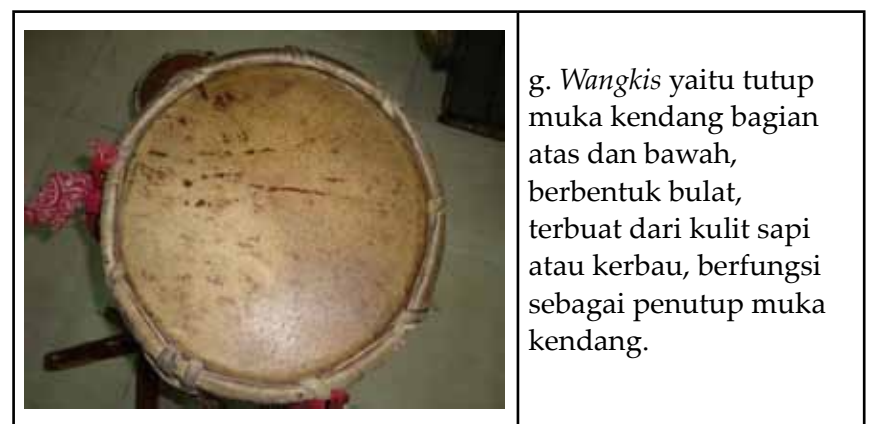 g. Wangkis yaitu tutup
muka kendang bagian
atas dan bawah,
berbentuk bulat,
terbuat dari kulit sapi
atau kerbau, berfungsi
sebagai penutup muka
kendang.